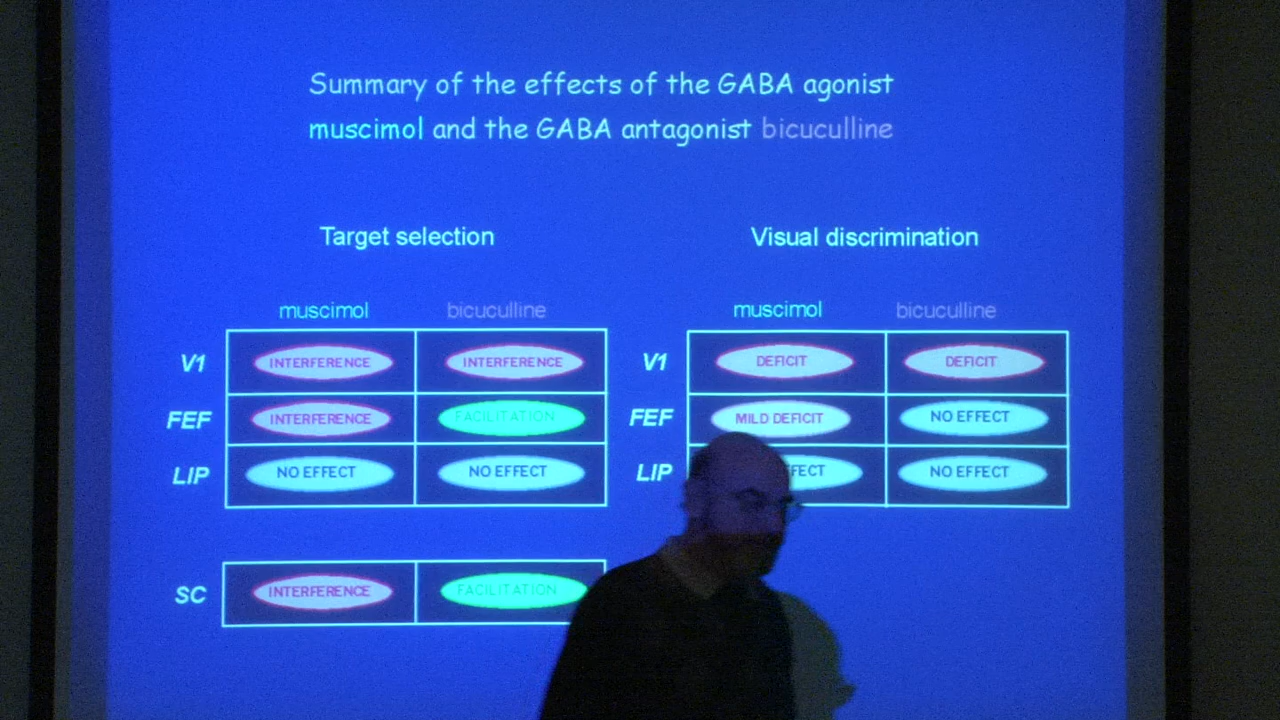 Summary of the effects of the GABA agonist
muscimol and the GABA antagonist bicuculline
Target selection
muscimol bicuculline
V1 INTERFERENCE INTERFERENCE
FEF INTERFERENCE FACILITATION
LIP NO EFFECT NO EFFECT
SC INTERFERENCE FACILITATION
Visual discrimination
muscimol bicuculline
V1 DEFICIT DEFICIT
FEF MILD DEFICIT NO EFFECT
LIP NO EFFECT